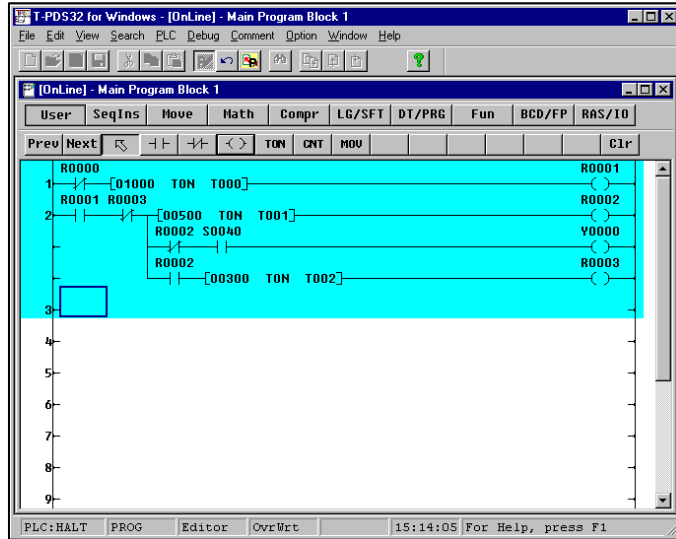 T-PDS32 for Windows - [OnLine] - Main Program Block 1
File Edit View Search PLC Debug Comment Option Window Help
[OnLine] - Main Program Block 1
User SeqIns Move Math Compr LG/SFT DT/PRG Fun BCD/FP RAS/IO
Prev Next TON CNT MOV Clr
R0000 R0001
1 [01000 TON T000]
R0001 R0003 R0002
2 [00500 TON T001]
R0002 S0040 Y0000
R0002 R0003
[00300 TON T002]
3
4
5
6
7
8
9
PLC:HALT PROG Editor OvrWrt 15:14:05 For Help, press F1